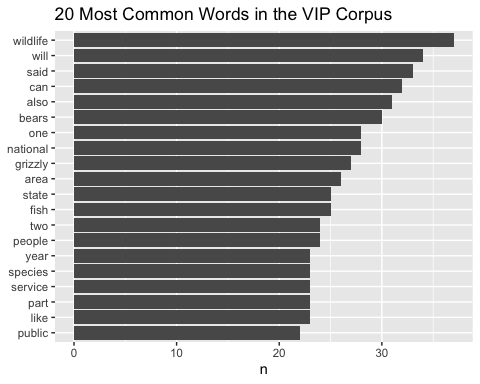 20 Most Common Words in the VIP Corpus
wildlife
will
said
can
also
bears
one
national
grizzly
area
state
fish
two
people
year
species
service
part
like
public
0 10 20 30
n